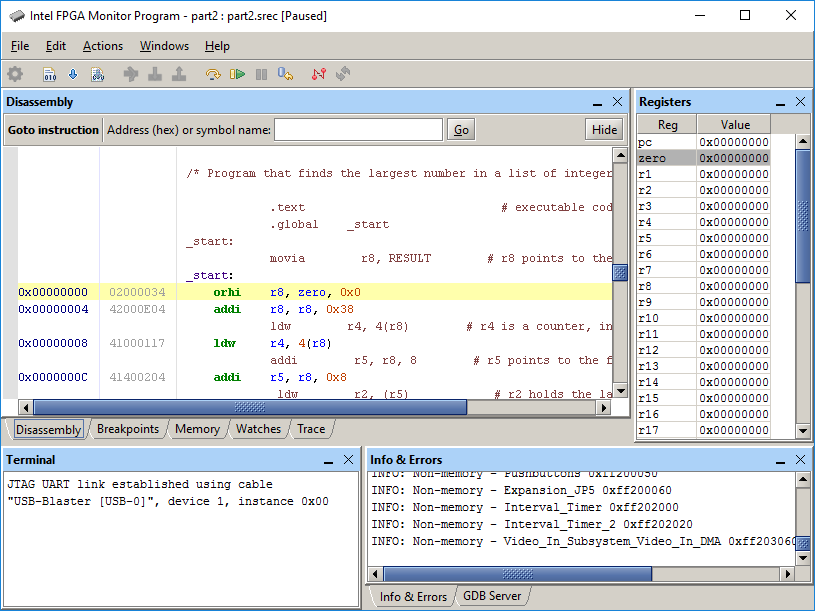 Intel FPGA Monitor Program - part2 : part2.srec [Paused]
File Edit Actions Windows Help
Disassembly
Goto instruction Address (hex) or symbol name: Go Hide
/* Program that finds the largest number in a list of integer
.text # executable cod
.global _start
_start:
movia r8, RESULT # r8 points to the
_start:
0x00000000 02000034 orhi r8, zero, 0x0
0x00000004 42000E04 addi r8, r8, 0x38
ldw r4, 4(r8) # r4 is a counter, in
0x00000008 41000117 ldw r4, 4(r8)
addi r5, r8, 8 # r5 points to the f
0x0000000C 41400204 addi r5, r8, 0x8
ldw r2, (r5) # r2 holds the la
Disassembly Breakpoints Memory Watches Trace
Registers
Reg Value
pc 0x00000000
zero 0x00000000
r1 0x00000000
r2 0x00000000
r3 0x00000000
r4 0x00000000
r5 0x00000000
r6 0x00000000
r7 0x00000000
r8 0x00000000
r9 0x00000000
r10 0x00000000
r11 0x00000000
r12 0x00000000
r13 0x00000000
r14 0x00000000
r15 0x00000000
r16 0x00000000
r17 0x00000000
Terminal
JTAG UART link established using cable
"USB-Blaster [USB-0]", device 1, instance 0x00
Info & Errors
INFO: Non-memory - Pushbuttons 0xff200050
INFO: Non-memory - Expansion_JP5 0xff200060
INFO: Non-memory - Interval_Timer 0xff202000
INFO: Non-memory - Interval_Timer_2 0xff202020
INFO: Non-memory - Video_In_Subsystem_Video_In_DMA 0xff203060
Info & Errors GDB Server